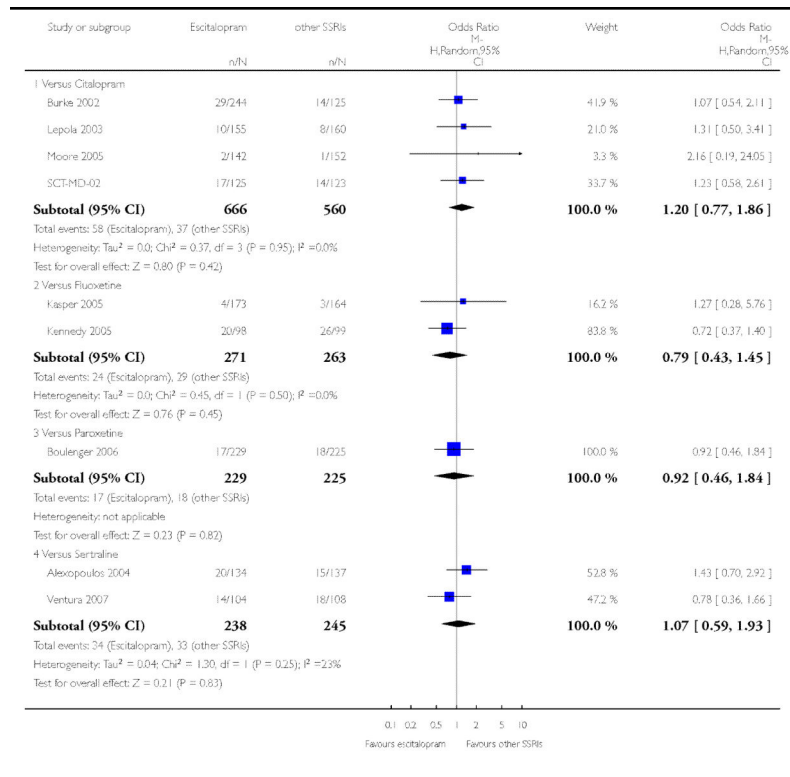 Study or subgroup Escitalopram other SSRIs Odds Ratio Weight Odds Ratio
M- M-
H,Random,95% H,Random,95%
n/N n/N CI CI
1 Versus Citalopram
Burke 2002 29/244 14/125 41.9 % 1.07 [ 0.54, 2.11 ]
Lepola 2003 10/155 8/160 21.0 % 1.31 [ 0.50, 3.41 ]
Moore 2005 2/142 1/152 3.3 % 2.16 [ 0.19, 24.05 ]
SCT-MD-02 17/125 14/123 33.7 % 1.23 [ 0.58, 2.61 ]
Subtotal (95% CI) 666 560 100.0 % 1.20 [ 0.77, 1.86 ]
Total events: 58 (Escitalopram), 37 (other SSRIs)
Heterogeneity: Tau² = 0.0; Chi² = 0.37, df = 3 (P = 0.95); I² =0.0%
Test for overall effect: Z = 0.80 (P = 0.42)
2 Versus Fluoxetine
Kasper 2005 4/173 3/164 16.2 % 1.27 [ 0.28, 5.76 ]
Kennedy 2005 20/98 26/99 83.8 % 0.72 [ 0.37, 1.40 ]
Subtotal (95% CI) 271 263 100.0 % 0.79 [ 0.43, 1.45 ]
Total events: 24 (Escitalopram), 29 (other SSRIs)
Heterogeneity: Tau² = 0.0; Chi² = 0.45, df = 1 (P = 0.50); I² =0.0%
Test for overall effect: Z = 0.76 (P = 0.45)
3 Versus Paroxetine
Boulenger 2006 17/229 18/225 100.0 % 0.92 [ 0.46, 1.84 ]
Subtotal (95% CI) 229 225 100.0 % 0.92 [ 0.46, 1.84 ]
Total events: 17 (Escitalopram), 18 (other SSRIs)
Heterogeneity: not applicable
Test for overall effect: Z = 0.23 (P = 0.82)
4 Versus Sertraline
Alexopoulos 2004 20/134 15/137 52.8 % 1.43 [ 0.70, 2.92 ]
Ventura 2007 14/104 18/108 47.2 % 0.78 [ 0.36, 1.66 ]
Subtotal (95% CI) 238 245 100.0 % 1.07 [ 0.59, 1.93 ]
Total events: 34 (Escitalopram), 33 (other SSRIs)
Heterogeneity: Tau² = 0.04; Chi² = 1.30, df = 1 (P = 0.25); I² =23%
Test for overall effect: Z = 0.21 (P = 0.83)
0.1 0.2 0.5 1 2 5 10
Favours escitalopram Favours other SSRIs